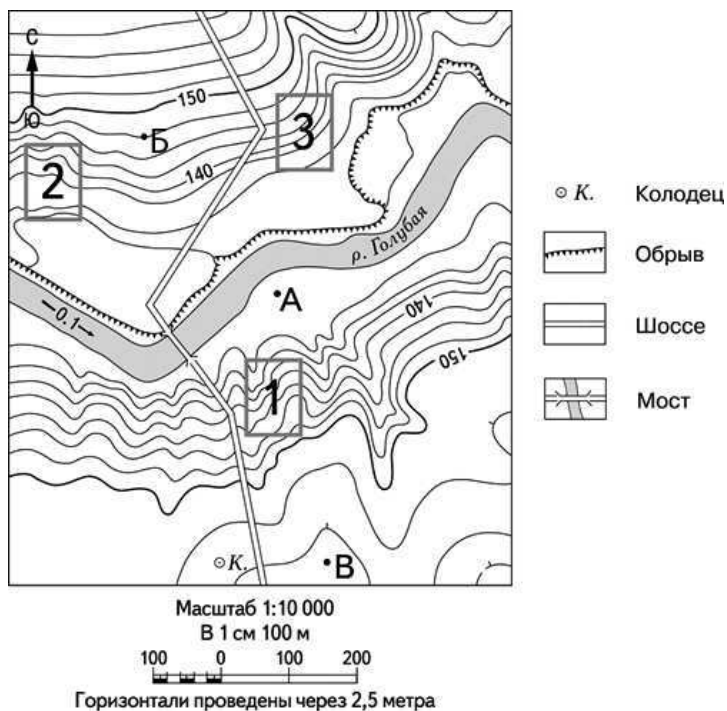 С
Ю
150
Б
3
2
140
р. Голубая
А
0.1
140
150
1
К.
В
К. Колодец
Обрыв
Шоссе
Мост
Масштаб 1:10 000
В 1 см 100 м
100 0 100 200
Горизонтали проведены через 2,5 метра